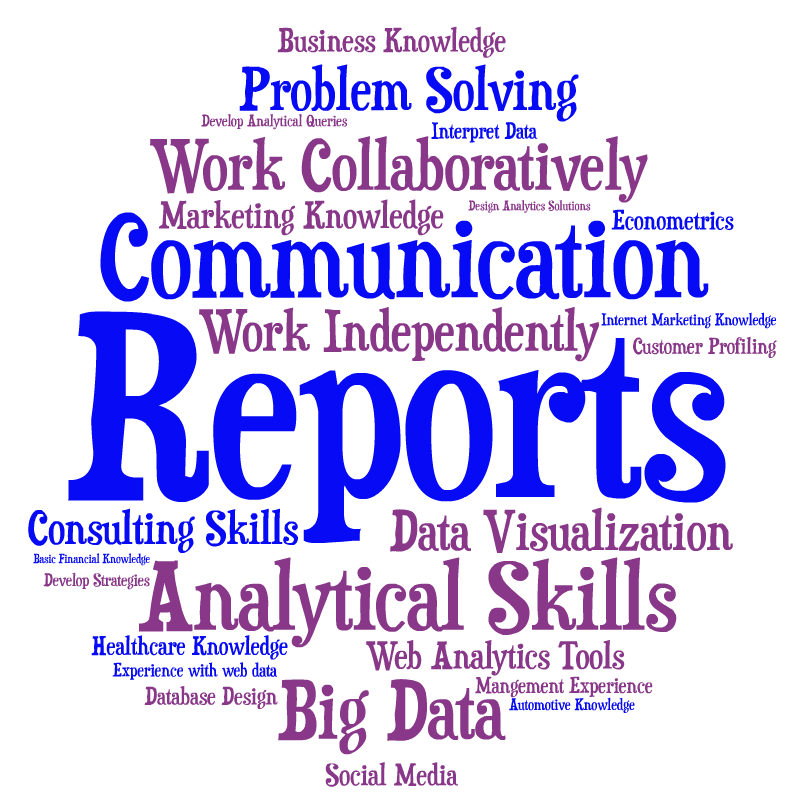 Business Knowledge
Problem Solving
Develop Analytical Queries
Interpret Data
Work Collaboratively
Design Analytics Solutions
Marketing Knowledge
Econometrics
Communication
Work Independently
Internet Marketing Knowledge
Customer Profiling
Reports
Consulting Skills
Data Visualization
Basic Financial Knowledge
Develop Strategies
Analytical Skills
Healthcare Knowledge
Web Analytics Tools
Experience with web data
Mangement Experience
Database Design
Big Data
Automotive Knowledge
Social Media